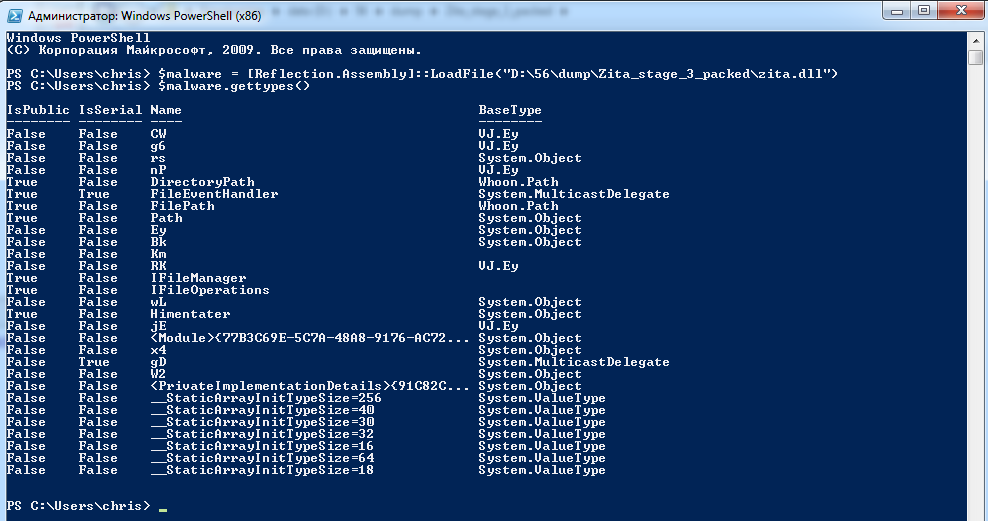 Администратор: Windows PowerShell (x86)
Windows PowerShell
(C) Корпорация Майкрософт, 2009. Все права защищены.
PS C:\Users\chris> $malware = [Reflection.Assembly]::LoadFile("D:\56\dump\Zita_stage_3_packed\zita.dll")
PS C:\Users\chris> $malware.gettypes()
IsPublic IsSerial Name BaseType
-------- -------- ---- --------
False False CW VJ.Ey
False False g6 VJ.Ey
False False rs System.Object
False False nP VJ.Ey
True False DirectoryPath Whoon.Path
True True FileEventHandler System.MulticastDelegate
True False FilePath Whoon.Path
True False Path System.Object
False False Ey System.Object
False False Bk System.Object
False False Km
False False RK VJ.Ey
True False IFileManager
True False IFileOperations
False False wL System.Object
True False Himentater System.Object
False False jE VJ.Ey
False False <Module>{77B3C69E-5C7A-48A8-9176-AC72... System.Object
False False x4 System.Object
False True gD System.MulticastDelegate
False False W2 System.Object
False False <PrivateImplementationDetails>{91C82C... System.Object
False False __StaticArrayInitTypeSize=256 System.ValueType
False False __StaticArrayInitTypeSize=40 System.ValueType
False False __StaticArrayInitTypeSize=30 System.ValueType
False False __StaticArrayInitTypeSize=32 System.ValueType
False False __StaticArrayInitTypeSize=16 System.ValueType
False False __StaticArrayInitTypeSize=64 System.ValueType
False False __StaticArrayInitTypeSize=18 System.ValueType
PS C:\Users\chris> _